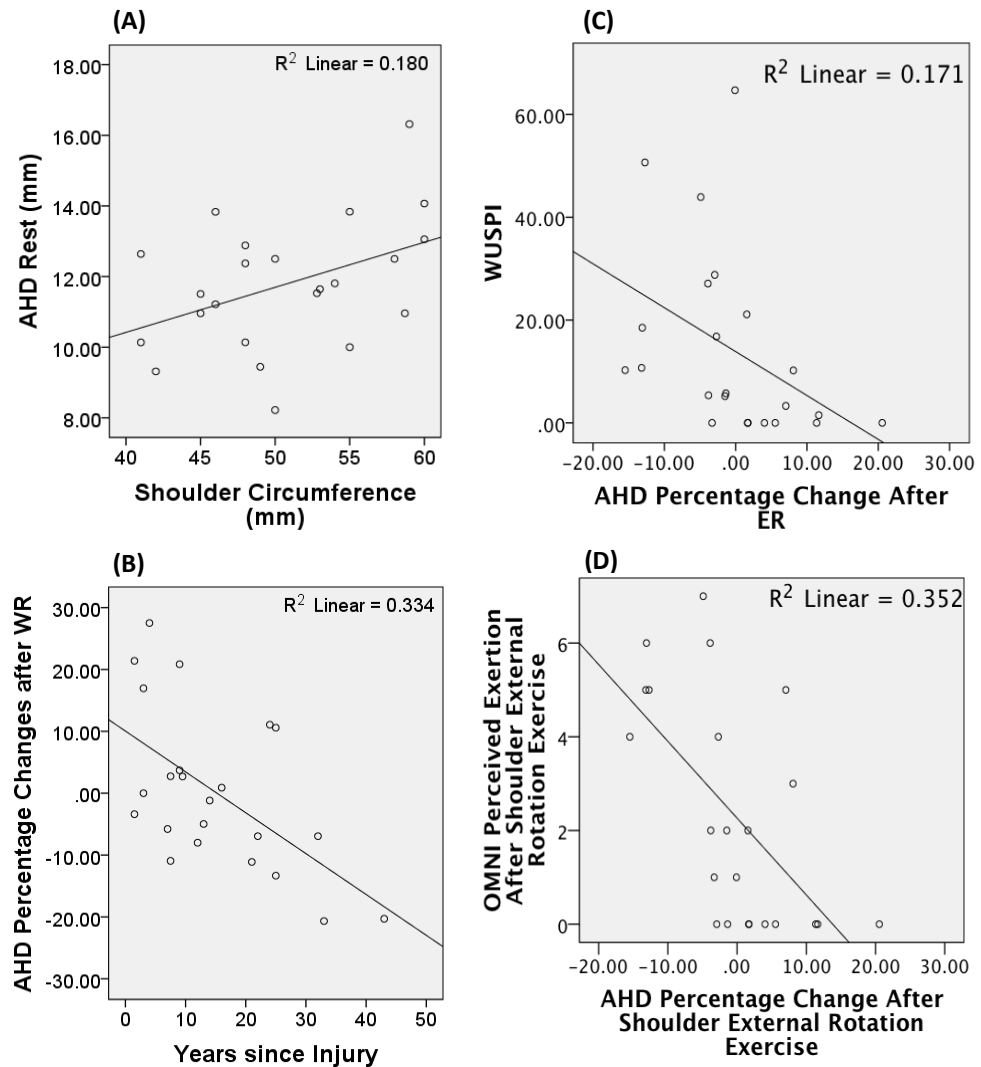 (A)
R² Linear = 0.180
AHD Rest (mm)
18.00
16.00
14.00
12.00
10.00
8.00
40 45 50 55 60
Shoulder Circumference
(mm)
(C)
R² Linear = 0.171
WUSPI
60.00
40.00
20.00
.00
-20.00 -10.00 .00 10.00 20.00 30.00
AHD Percentage Change After
ER
(B)
R² Linear = 0.334
AHD Percentage Changes after WR
30.00
20.00
10.00
.00
-10.00
-20.00
-30.00
0 10 20 30 40 50
Years since Injury
(D)
R² Linear = 0.352
OMNI Perceived Exertion
After Shoulder External
Rotation Exercise
6
4
2
0
-20.00 -10.00 .00 10.00 20.00 30.00
AHD Percentage Change After
Shoulder External Rotation
Exercise